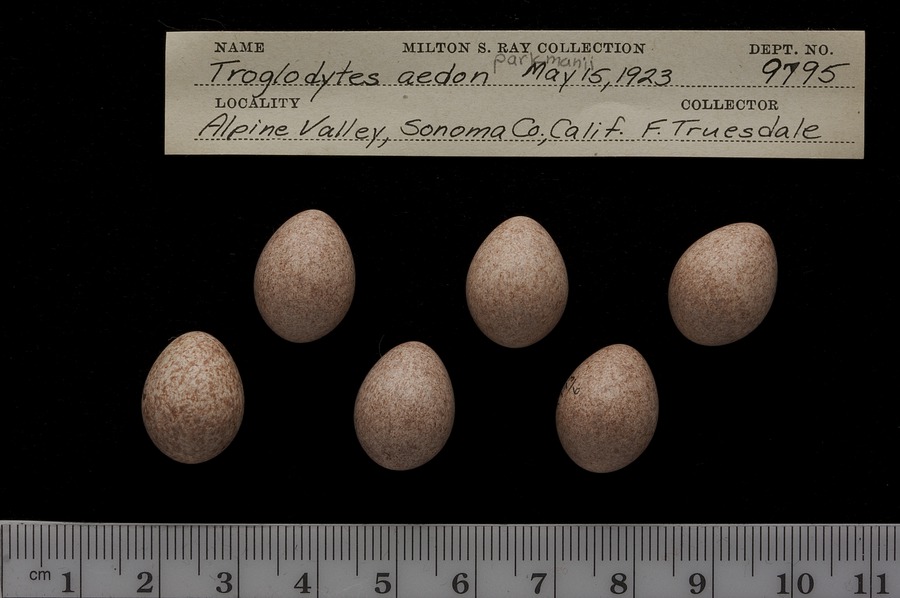 NAME MILTON S. RAY COLLECTION DEPT. NO.
parkmanii
Troglodytes aedon May 15, 1923 9795
LOCALITY COLLECTOR
Alpine Valley, Sonoma Co., Calif. F. Truesdale
cm 1 2 3 4 5 6 7 8 9 10 11